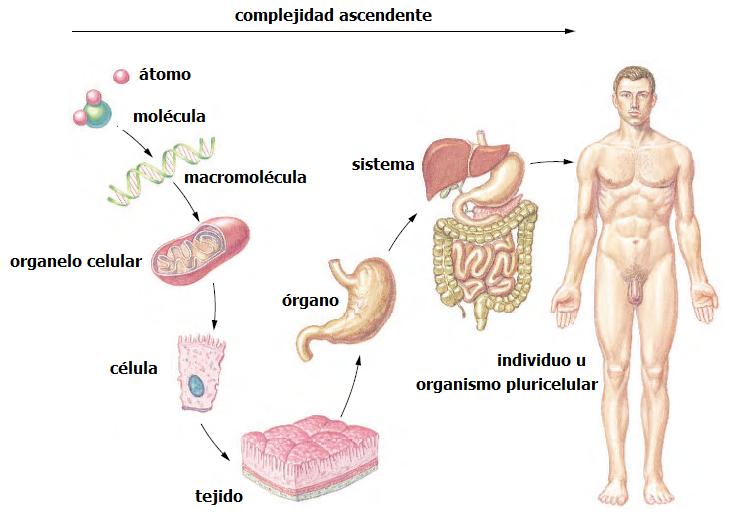 complejidad ascendente
átomo
molécula
macromolécula
organelo celular
célula
tejido
órgano
sistema
individuo u
organismo pluricelular